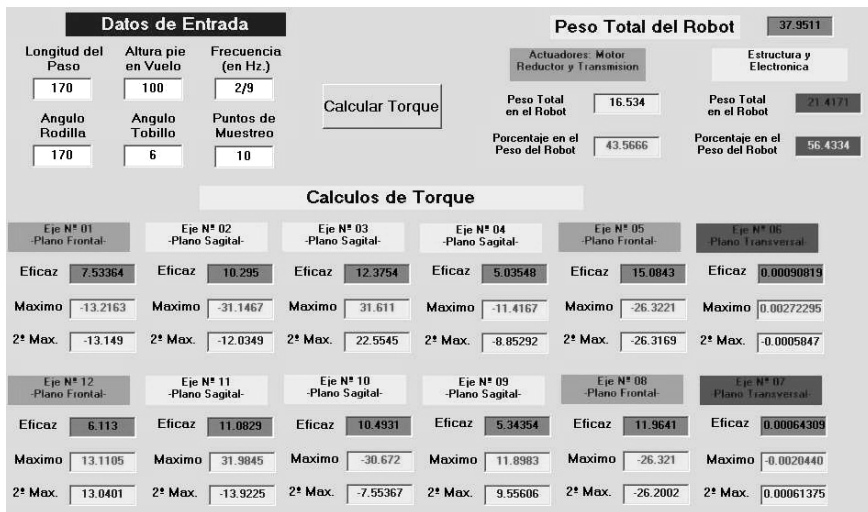 Datos de Entrada
Peso Total del Robot 37.9511
Longitud del Paso
Altura pie en Vuelo
Frecuencia (en Hz.)
170 100 2/9
Angulo Rodilla
Angulo Tobillo
Puntos de Muestreo
170 6 10
Calcular Torque
Actuadores: Motor
Reductor y Transmision
Estructura y
Electronica
Peso Total
en el Robot
16.534
Peso Total
en el Robot
21.4171
Porcentaje en el
Peso del Robot
43.5666
Porcentaje en el
Peso del Robot
56.4334
Calculos de Torque
Eje Nº 01 Eje Nº 02 Eje Nº 03 Eje Nº 04 Eje Nº 05 Eje Nº 06
-Plano Frontal- -Plano Sagital- -Plano Sagital- -Plano Sagital- -Plano Frontal- -Plano Transversal-
Eficaz 7.53364 Eficaz 10.295 Eficaz 12.3754 Eficaz 5.03548 Eficaz 15.0843 Eficaz 0.00090819
Maximo -13.2163 Maximo -31.1467 Maximo 31.611 Maximo -11.4167 Maximo -26.3221 Maximo 0.00272295
2º Max. -13.149 2º Max. -12.0349 2º Max. 22.5545 2º Max. -8.85292 2º Max. -26.3169 2º Max. -0.0005847
Eje Nº 12 Eje Nº 11 Eje Nº 10 Eje Nº 09 Eje Nº 08 Eje Nº 07
-Plano Frontal- -Plano Sagital- -Plano Sagital- -Plano Sagital- -Plano Frontal- -Plano Transversal-
Eficaz 6.113 Eficaz 11.0829 Eficaz 10.4931 Eficaz 5.34354 Eficaz 11.9641 Eficaz 0.00064309
Maximo 13.1105 Maximo 31.9845 Maximo -30.672 Maximo 11.8983 Maximo -26.321 Maximo -0.0020440
2º Max. 13.0401 2º Max. -13.9225 2º Max. -7.55367 2º Max. 9.55606 2º Max. -26.2002 2º Max. 0.00061375